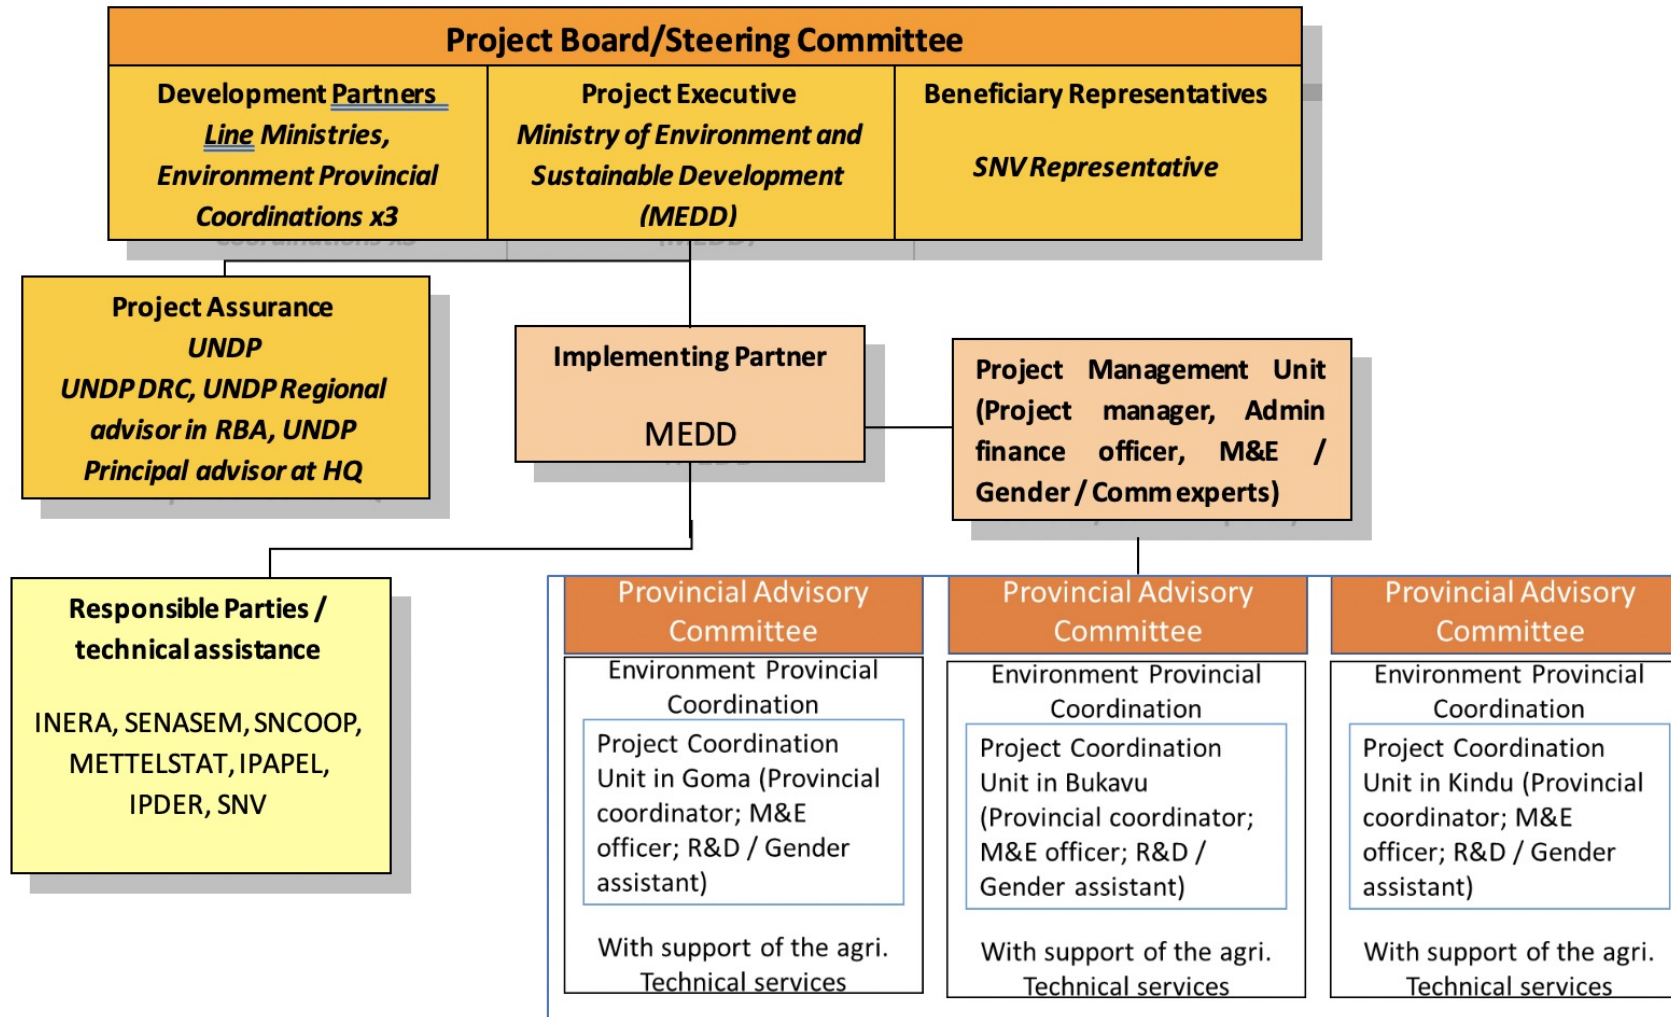 Project Board/Steering Committee
Development Partners
Line Ministries,
Environment Provincial
Coordinations x3
Project Executive
Ministry of Environment and
Sustainable Development
(MEDD)
Beneficiary Representatives
SNV Representative
Project Assurance
UNDP
UNDP DRC, UNDP Regional
advisor in RBA, UNDP
Principal advisor at HQ
Implementing Partner
MEDD
Project Management Unit
(Project manager, Admin
finance officer, M&E /
Gender / Comm experts)
Responsible Parties /
technical assistance
INERA, SENASEM, SNCOOP,
METTELSTAT, IPAPEL,
IPDER, SNV
Provincial Advisory
Committee
Environment Provincial
Coordination
Project Coordination
Unit in Goma (Provincial
coordinator; M&E
officer; R&D / Gender
assistant)
With support of the agri.
Technical services
Provincial Advisory
Committee
Environment Provincial
Coordination
Project Coordination
Unit in Bukavu
(Provincial coordinator;
M&E officer; R&D /
Gender assistant)
With support of the agri.
Technical services
Provincial Advisory
Committee
Environment Provincial
Coordination
Project Coordination
Unit in Kindu (Provincial
coordinator; M&E
officer; R&D / Gender
assistant)
With support of the agri.
Technical services